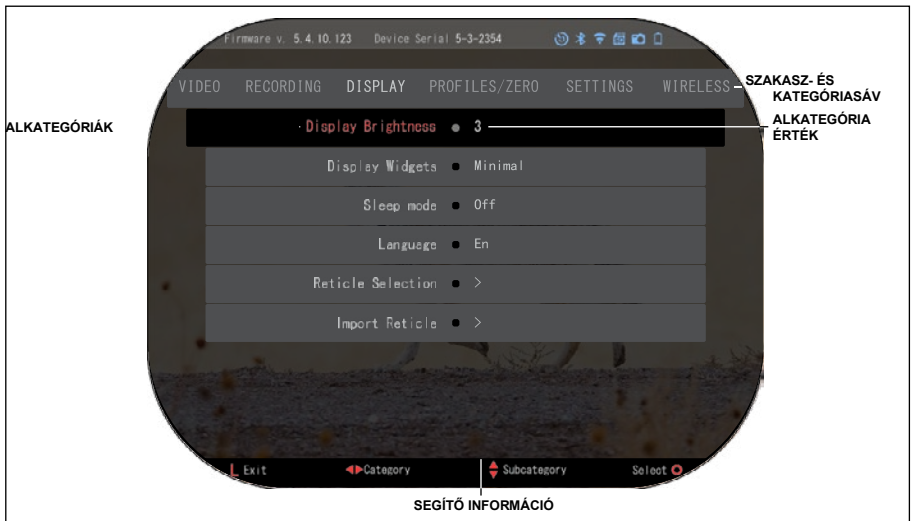 Firmware v. 5.4.10.123 Device Serial 5-3-2354
VIDEO RECORDING DISPLAY PROFILES/ZERO SETTINGS WIRELESS
SZAKASZ- ÉS
KATEGÓRIASÁV
ALKATEGÓRIÁK
Display Brightness 3
ALKATEGÓRIA
ÉRTÉK
Display Widgets Minimal
Sleep mode Off
Language En
Reticle Selection >
Import Reticle >
L Exit Category Subcategory Select
SEGÍTŐ INFORMÁCIÓ